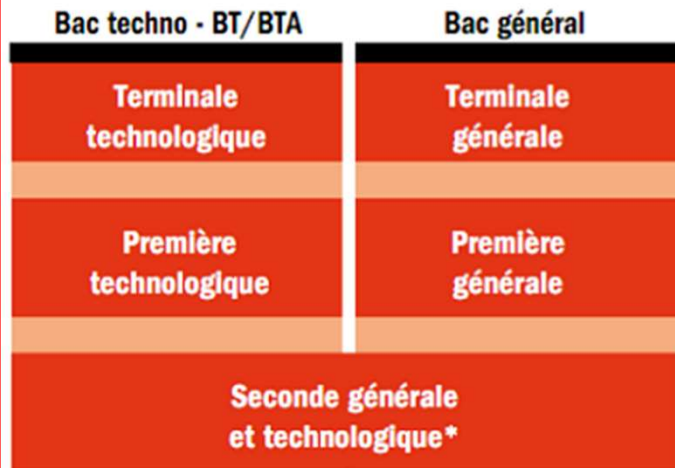 Bac techno - BT/BTA
Bac général
Terminale
technologique
Terminale
générale
Première
technologique
Première
générale
Seconde générale
et technologique*